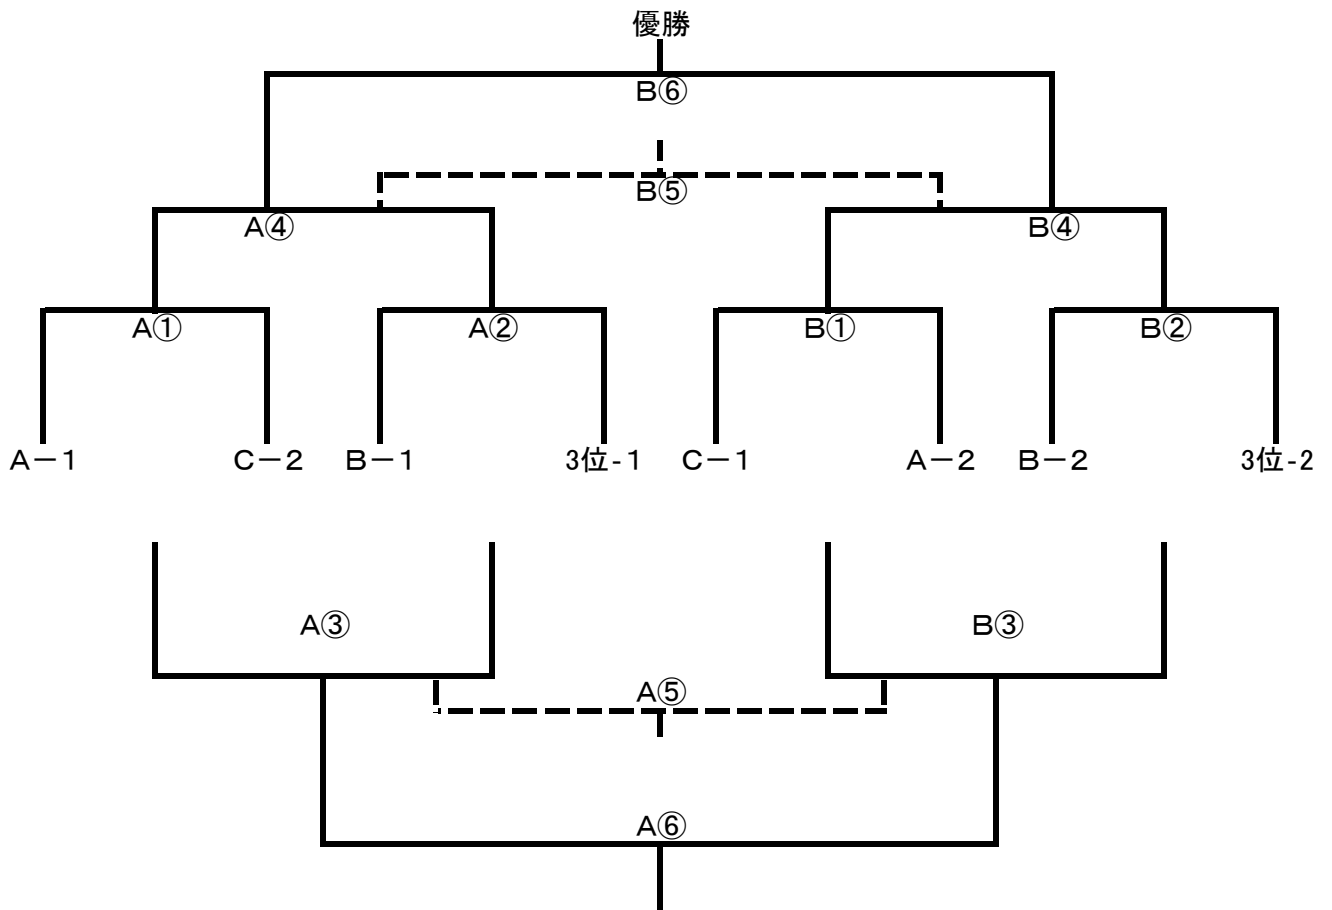 優勝
B⑥
B⑤
A④ B④
A① A② B① B②
A－1 C－2 B－1 3位-1 C－1 A－2 B－2 3位-2
A③ B③
A⑤
A⑥